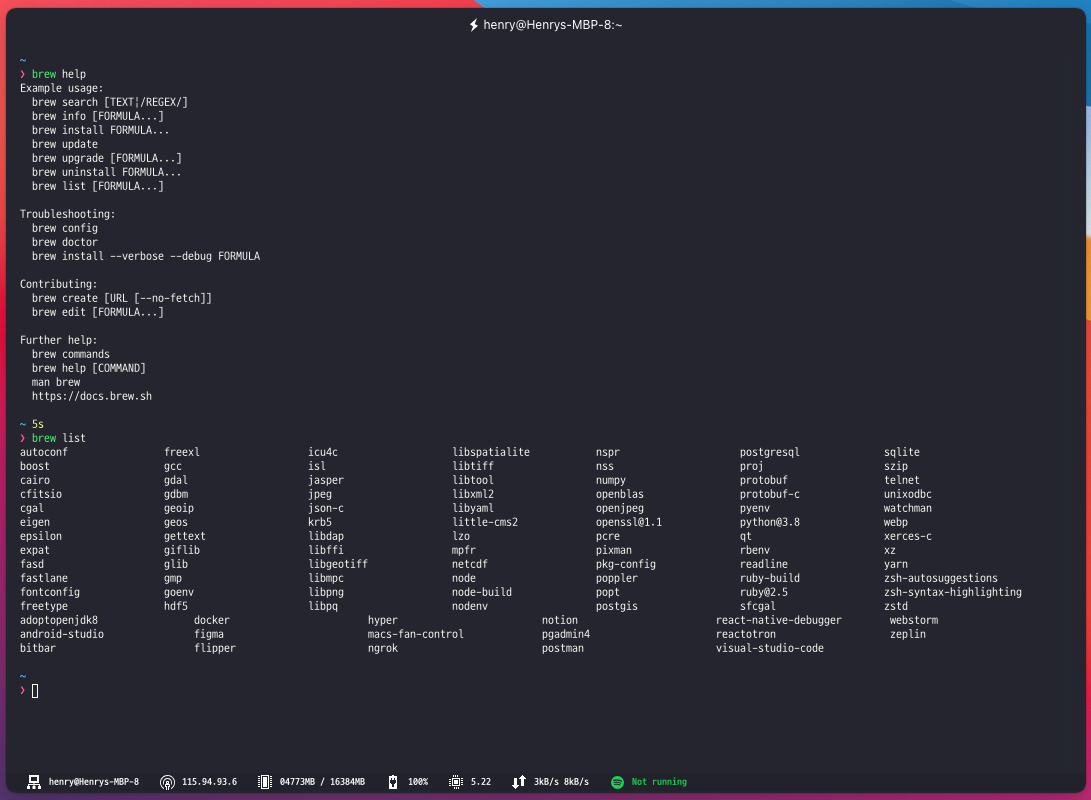 henry@Henrys-MBP-8:~
~
❯ brew help
Example usage:
  brew search [TEXT¦/REGEX/]
  brew info [FORMULA...]
  brew install FORMULA...
  brew update
  brew upgrade [FORMULA...]
  brew uninstall FORMULA...
  brew list [FORMULA...]
Troubleshooting:
  brew config
  brew doctor
  brew install --verbose --debug FORMULA
Contributing:
  brew create [URL [--no-fetch]]
  brew edit [FORMULA...]
Further help:
  brew commands
  brew help [COMMAND]
  man brew
  https://docs.brew.sh
~ 5s
❯ brew list
autoconf freexl icu4c libspatialite nspr postgresql sqlite
boost gcc isl libtiff nss proj szip
cairo gdal jasper libtool numpy protobuf telnet
cfitsio gdbm jpeg libxml2 openblas protobuf-c unixodbc
cgal geoip json-c libyaml openjpeg pyenv watchman
eigen geos krb5 little-cms2 openssl@1.1 python@3.8 webp
epsilon gettext libdap lzo pcre qt xerces-c
expat giflib libffi mpfr pixman rbenv xz
fasd glib libgeotiff netcdf pkg-config readline yarn
fastlane gmp libmpc node poppler ruby-build zsh-autosuggestions
fontconfig goenv libpng node-build popt ruby@2.5 zsh-syntax-highlighting
freetype hdf5 libpq nodenv postgis sfcgal zstd
adoptopenjdk8 docker hyper notion react-native-debugger webstorm
android-studio figma macs-fan-control pgadmin4 reactotron zeplin
bitbar flipper ngrok postman visual-studio-code
~
❯
henry@Henrys-MBP-8 115.94.93.6 04773MB / 16384MB 100% 5.22 3kB/s 8kB/s Not running